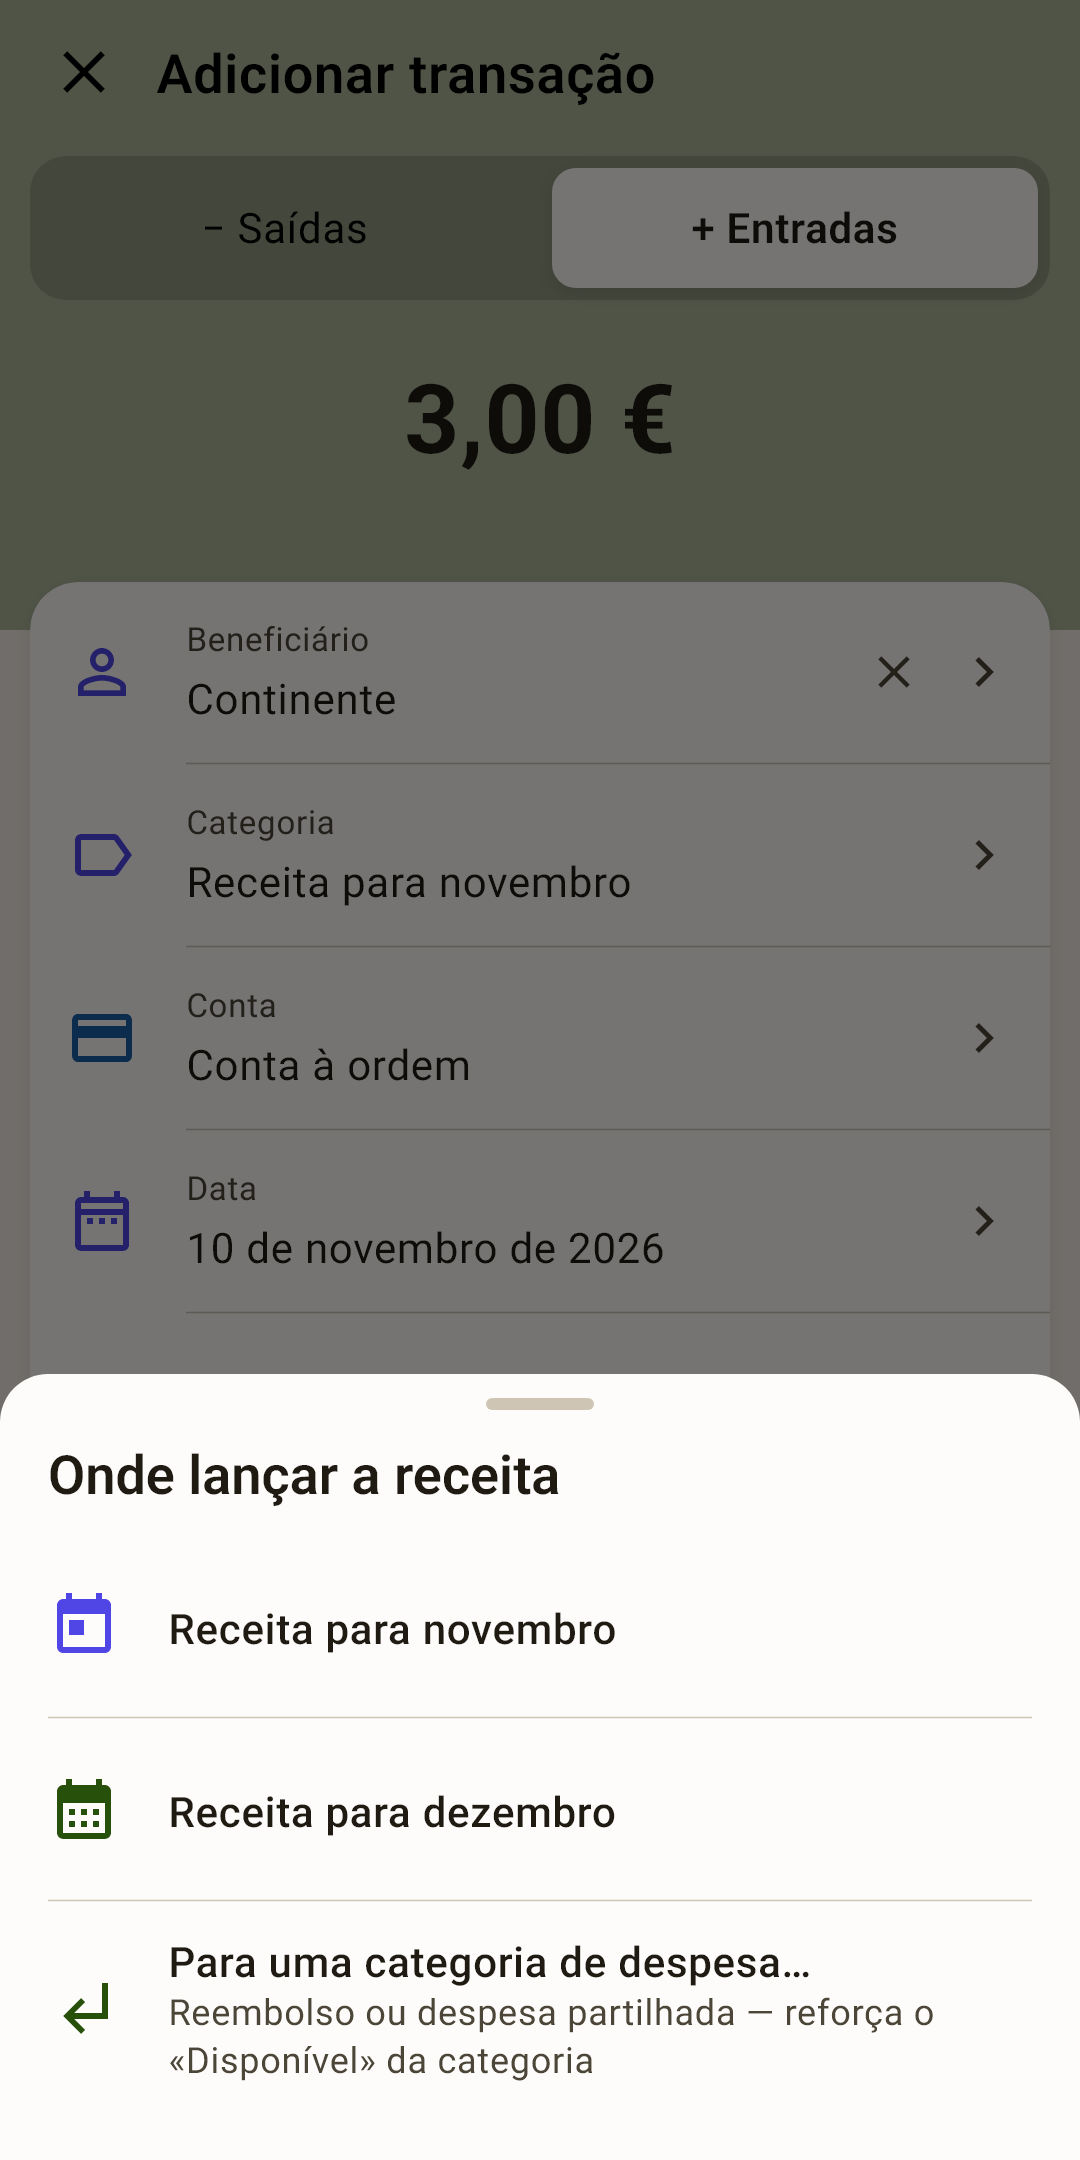 Adicionar transação
− Saídas
+ Entradas
3,00 €
Beneficiário
Continente
Categoria
Receita para novembro
Conta
Conta à ordem
Data
10 de novembro de 2026
Onde lançar a receita
Receita para novembro
Receita para dezembro
Para uma categoria de despesa…
Reembolso ou despesa partilhada — reforça o
«Disponível» da categoria